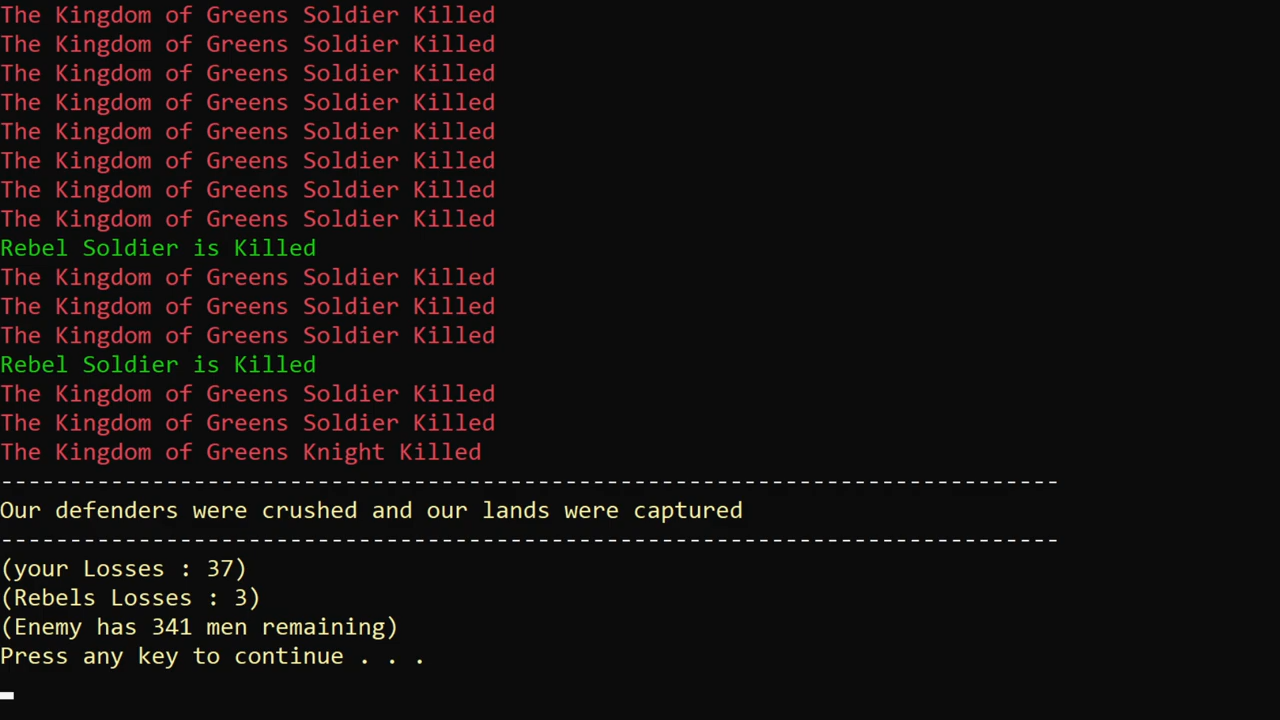 The Kingdom of Greens Soldier Killed
The Kingdom of Greens Soldier Killed
The Kingdom of Greens Soldier Killed
The Kingdom of Greens Soldier Killed
The Kingdom of Greens Soldier Killed
The Kingdom of Greens Soldier Killed
The Kingdom of Greens Soldier Killed
The Kingdom of Greens Soldier Killed
Rebel Soldier is Killed
The Kingdom of Greens Soldier Killed
The Kingdom of Greens Soldier Killed
The Kingdom of Greens Soldier Killed
Rebel Soldier is Killed
The Kingdom of Greens Soldier Killed
The Kingdom of Greens Soldier Killed
The Kingdom of Greens Knight Killed
-----------------------------------------------------------------------------
Our defenders were crushed and our lands were captured
-----------------------------------------------------------------------------
(your Losses : 37)
(Rebels Losses : 3)
(Enemy has 341 men remaining)
Press any key to continue . . .